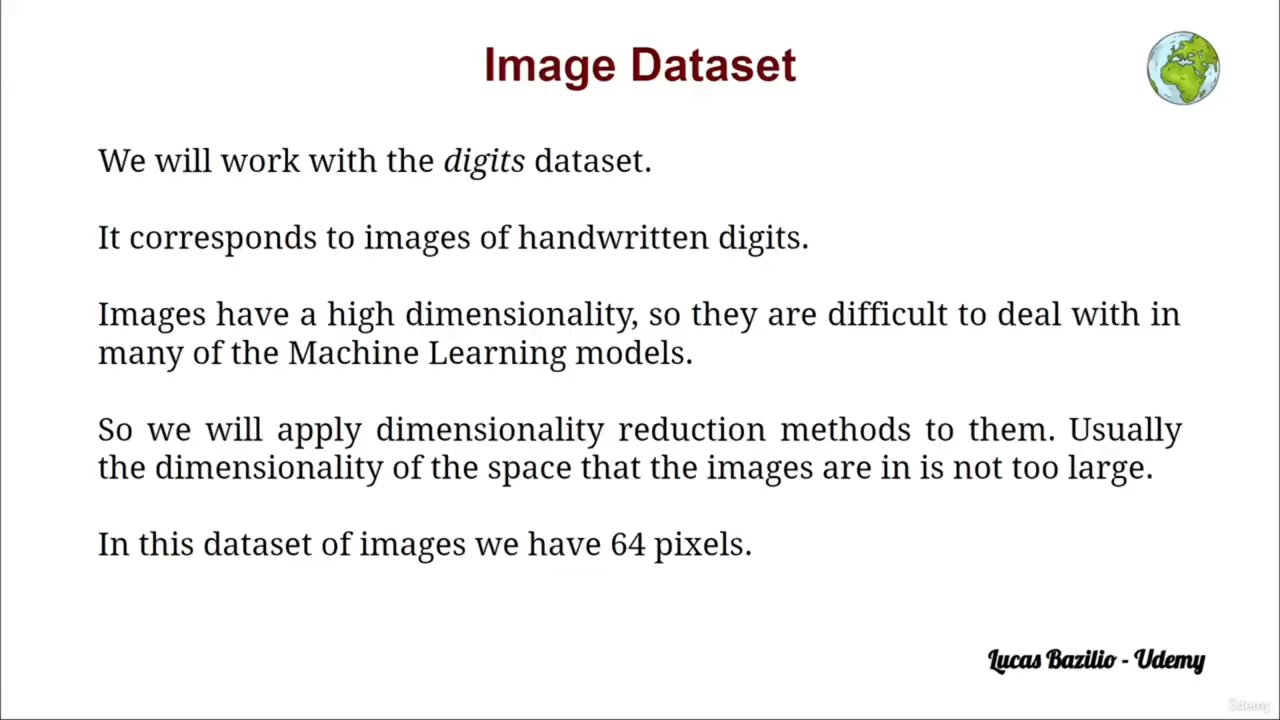 Image Dataset
We will work with the digits dataset.
It corresponds to images of handwritten digits.
Images have a high dimensionality, so they are difficult to deal with in
many of the Machine Learning models.
So we will apply dimensionality reduction methods to them. Usually
the dimensionality of the space that the images are in is not too large.
In this dataset of images we have 64 pixels.
Lucas Bazilio - Udemy
Udemy